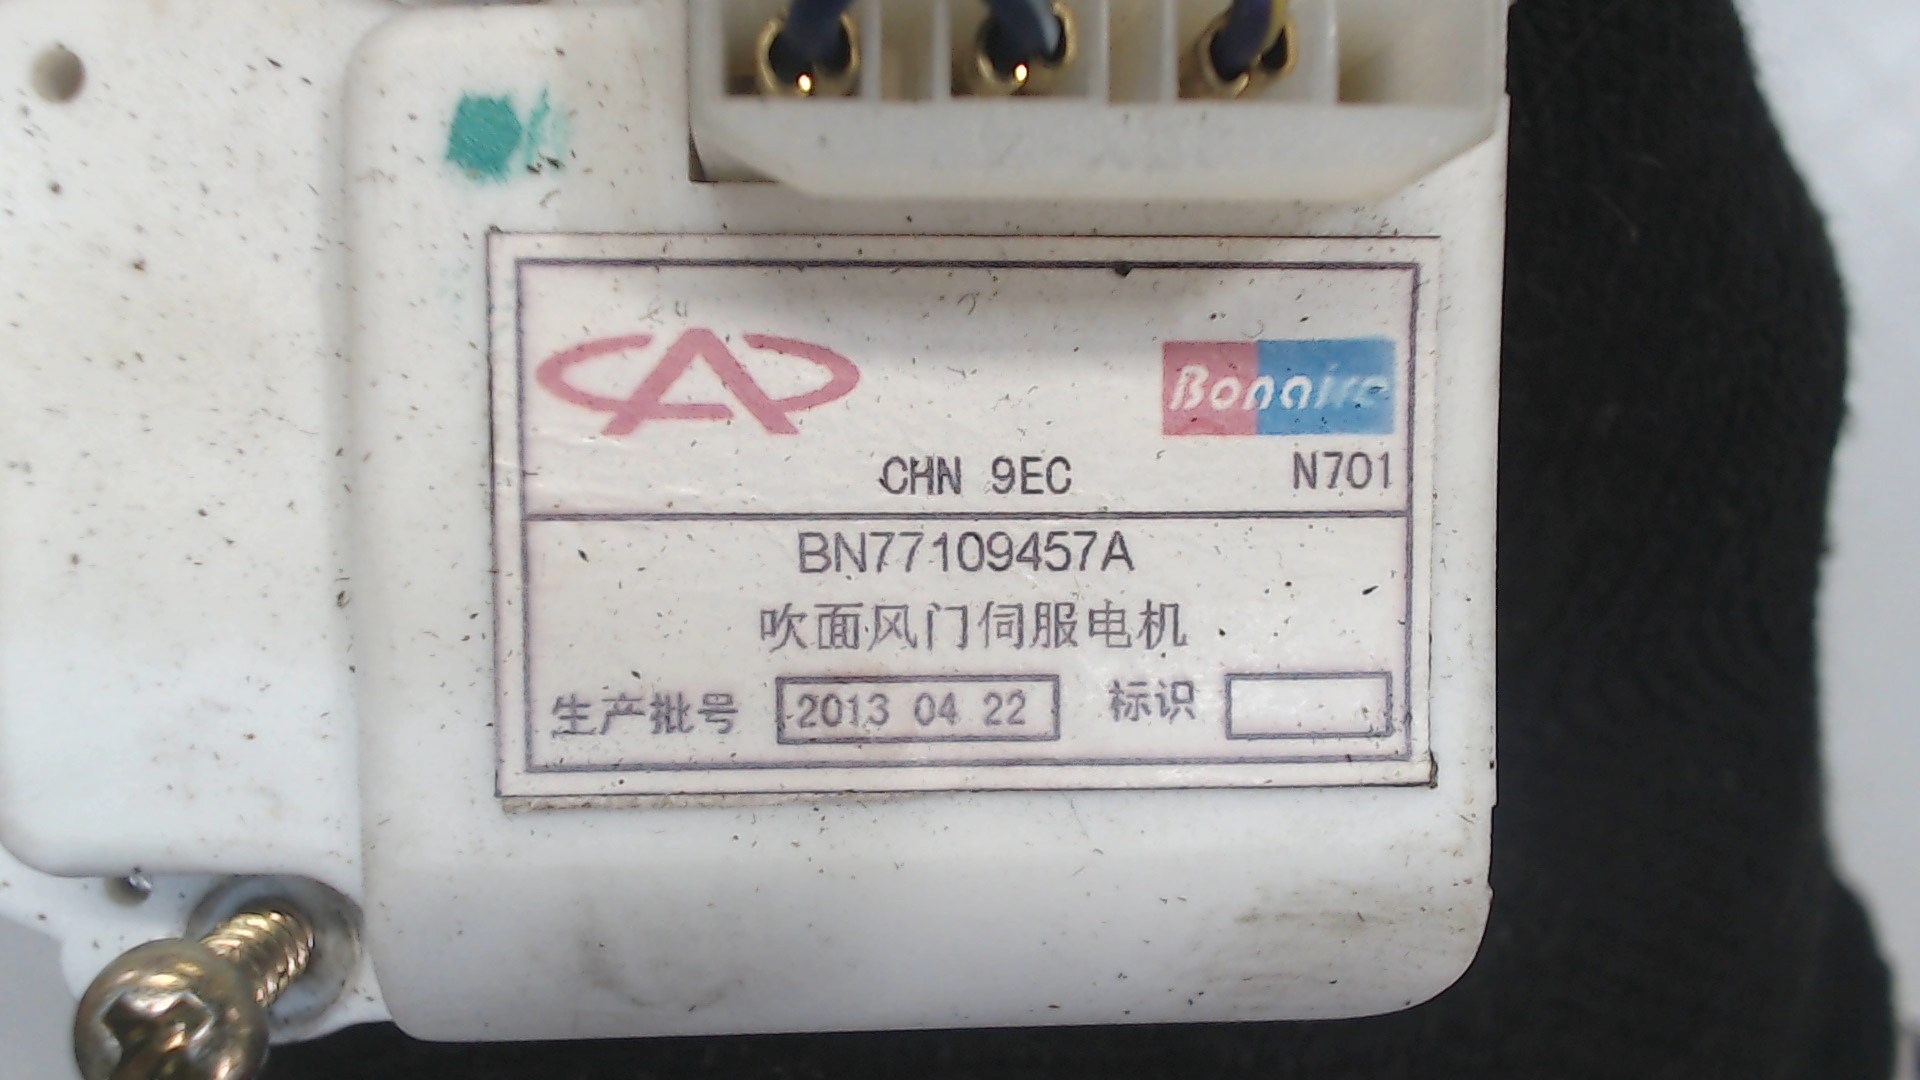 Bonaire
CHN 9EC N701
BN77109457A
吹面风门伺服电机
生产批号 2013 04 22 标识